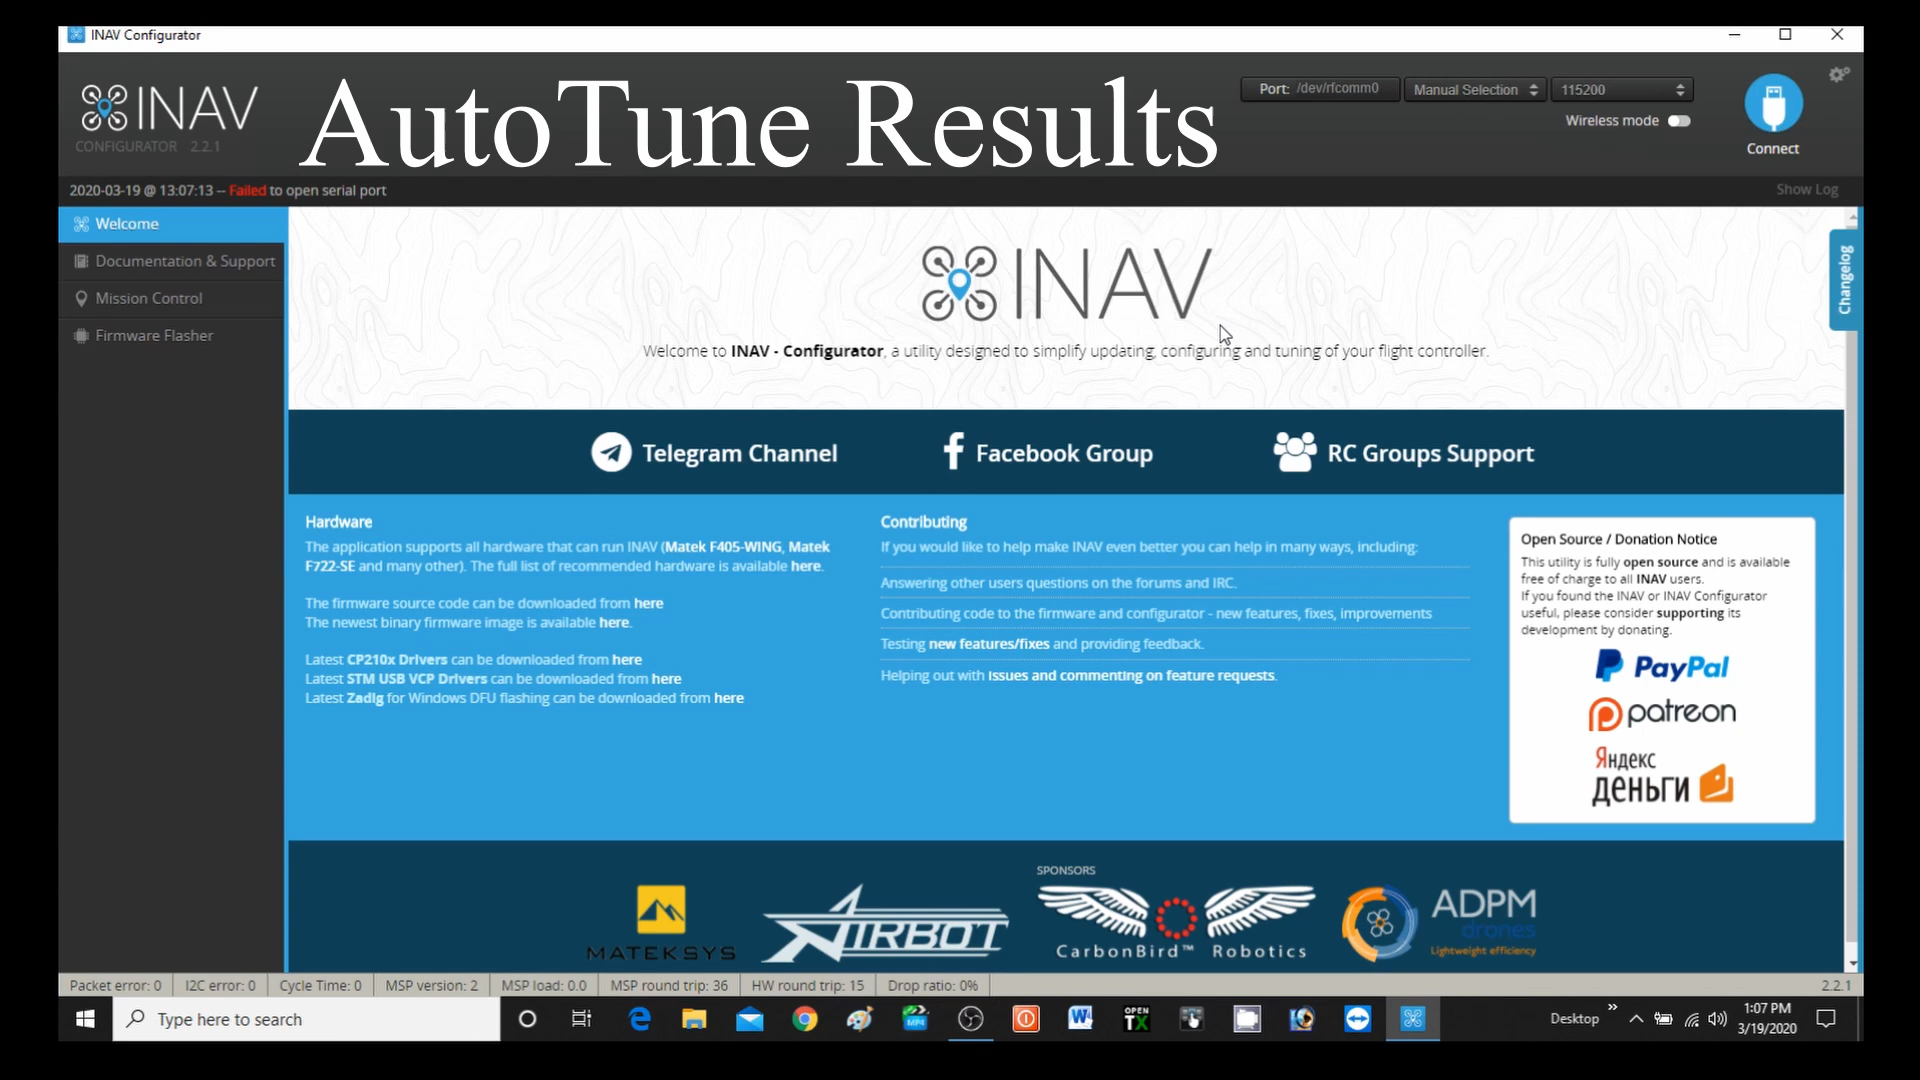 INAV Configurator
INAV
CONFIGURATOR 2.2.1
AutoTune Results
Port: /dev/rfcomm0
Manual Selection
115200
Wireless mode
Connect
2020-03-19 @ 13:07:13 -- Failed to open serial port
Show Log
Welcome
Documentation & Support
Mission Control
Firmware Flasher
INAV
Welcome to INAV - Configurator, a utility designed to simplify updating, configuring and tuning of your flight controller.
Changelog
Telegram Channel
Facebook Group
RC Groups Support
Hardware
The application supports all hardware that can run INAV (Matek F405-WING, Matek
F722-SE and many other). The full list of recommended hardware is available here.
The firmware source code can be downloaded from here
The newest binary firmware image is available here.
Latest CP210x Drivers can be downloaded from here
Latest STM USB VCP Drivers can be downloaded from here
Latest Zadig for Windows DFU flashing can be downloaded from here
Contributing
If you would like to help make INAV even better you can help in many ways, including:
Answering other users questions on the forums and IRC.
Contributing code to the firmware and configurator - new features, fixes, improvements
Testing new features/fixes and providing feedback.
Helping out with issues and commenting on feature requests.
Open Source / Donation Notice
This utility is fully open source and is available
free of charge to all INAV users.
If you found the INAV or INAV Configurator
useful, please consider supporting its
development by donating.
PayPal
patreon
Яндекс
деньги
SPONSORS
MATEKSYS
AIRBOT
CarbonBird™ Robotics
ADPM
drones
Lightweight efficiency
Packet error: 0
I2C error: 0
Cycle Time: 0
MSP version: 2
MSP load: 0.0
MSP round trip: 36
HW round trip: 15
Drop ratio: 0%
2.2.1
Type here to search
MP4
W
OPEN
TX
Desktop
1:07 PM
3/19/2020